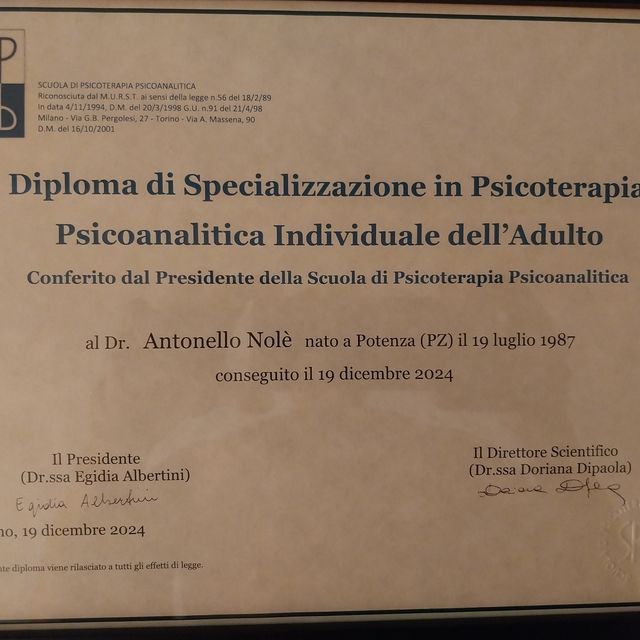 P
D
SCUOLA DI PSICOTERAPIA PSICOANALITICA
Riconosciuta dal M.U.R.S.T. ai sensi della legge n.56 del 18/2/89
in data 4/11/1994, D.M. del 20/3/1998 G.U. n.91 del 21/4/98
Milano - Via G.B. Pergolesi, 27 - Torino - Via A. Massena, 90
D.M. del 16/10/2001
Diploma di Specializzazione in Psicoterapia
Psicoanalitica Individuale dell'Adulto
Conferito dal Presidente della Scuola di Psicoterapia Psicoanalitica
al Dr. Antonello Nolè nato a Potenza (PZ) il 19 luglio 1987
conseguito il 19 dicembre 2024
Il Presidente
(Dr.ssa Egidia Albertini)
Egidia Albertini
Il Direttore Scientifico
(Dr.ssa Doriana Dipaola)
no, 19 dicembre 2024
te diploma viene rilasciato a tutti gli effetti di legge.